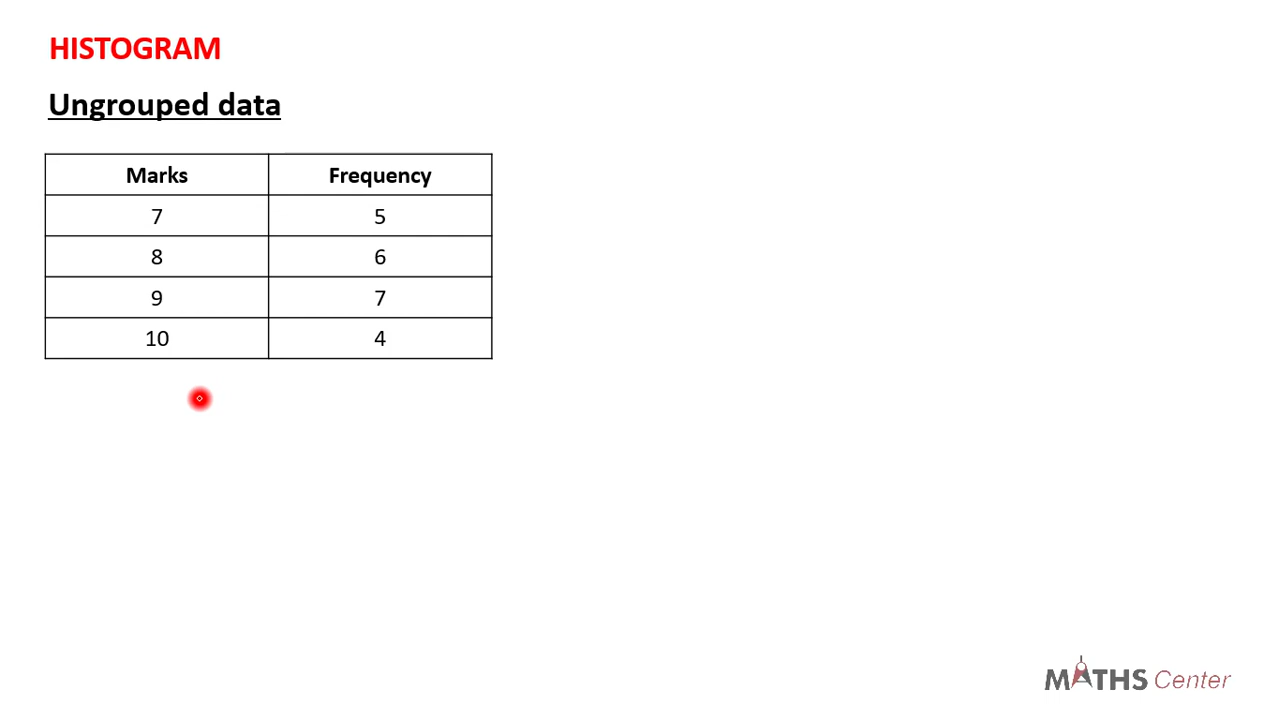 HISTOGRAM
Ungrouped data
Marks Frequency
7 5
8 6
9 7
10 4
MATHS Center